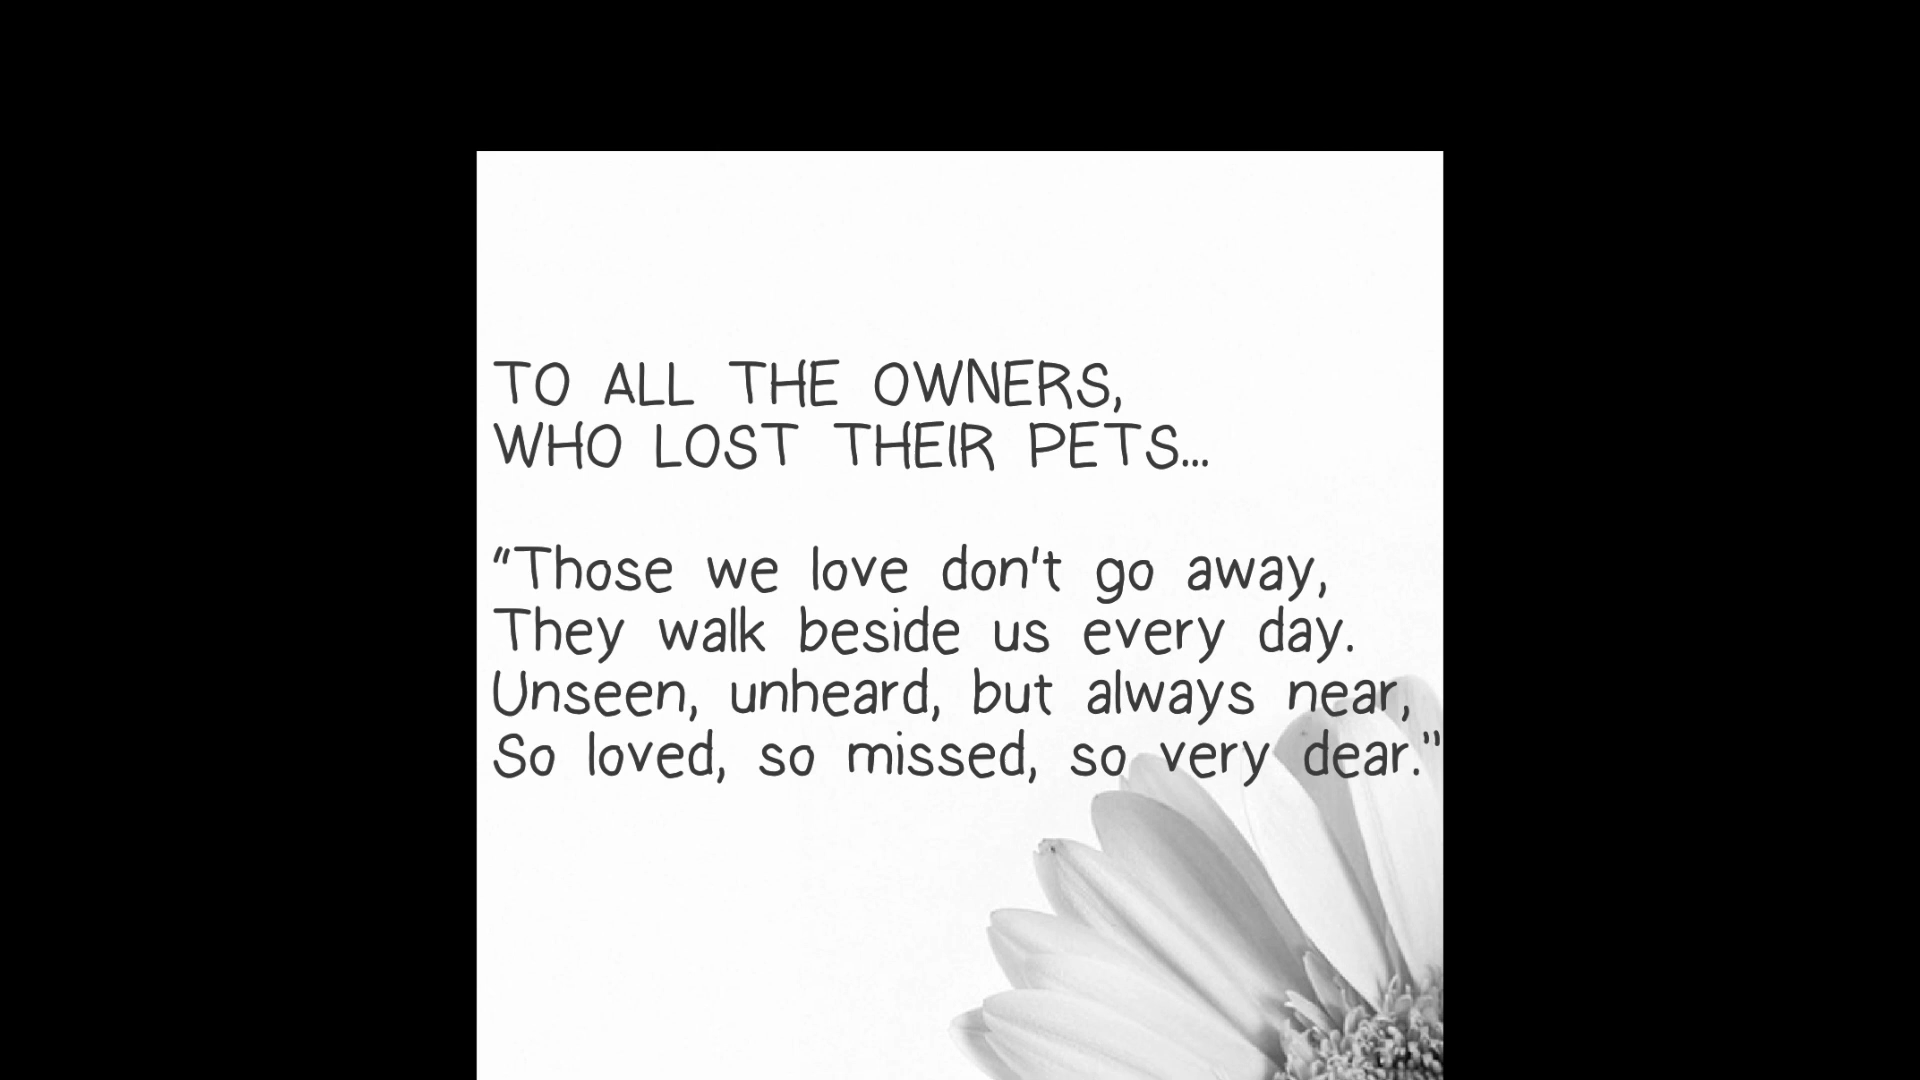 TO ALL THE OWNERS,
WHO LOST THEIR PETS...
"Those we love don't go away,
They walk beside us every day.
Unseen, unheard, but always near,
So loved, so missed, so very dear."